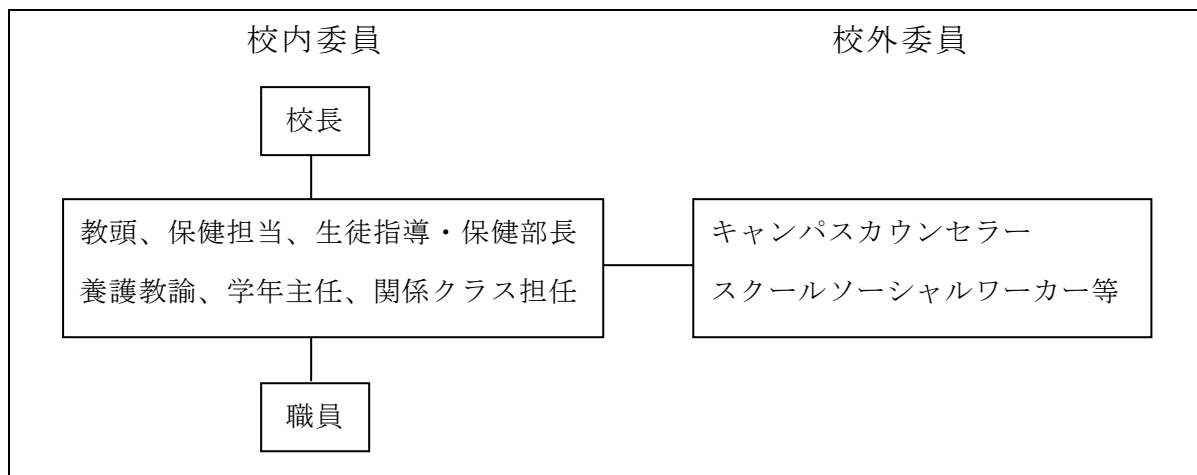 校内委員
校外委員
校長
教頭、保健担当、生徒指導・保健部長
養護教諭、学年主任、関係クラス担任
キャンパスカウンセラー
スクールソーシャルワーカー等
職員